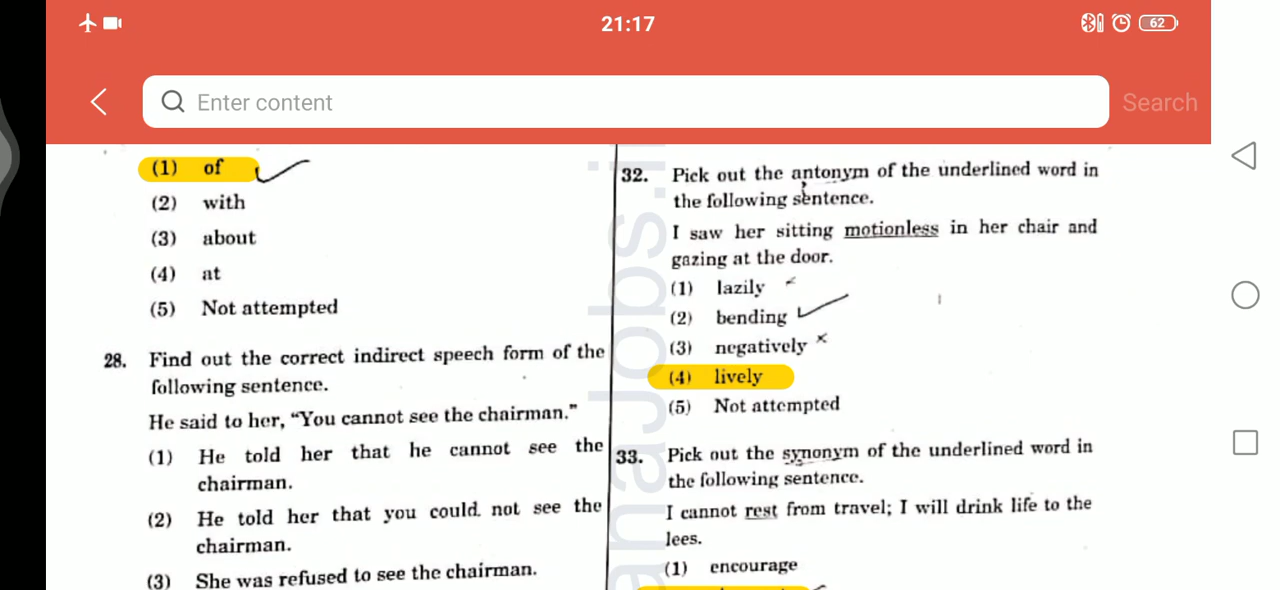 21:17
62
Enter content
Search
(1) of
(2) with
(3) about
(4) at
(5) Not attempted
28. Find out the correct indirect speech form of the
following sentence.
He said to her, “You cannot see the chairman.”
(1) He told her that he cannot see the
chairman.
(2) He told her that you could not see the
chairman.
(3) She was refused to see the chairman.
32. Pick out the antonym of the underlined word in
the following sentence.
I saw her sitting motionless in her chair and
gazing at the door.
(1) lazily
(2) bending
(3) negatively
(4) lively
(5) Not attempted
33. Pick out the synonym of the underlined word in
the following sentence.
I cannot rest from travel; I will drink life to the
lees.
(1) encourage
anaJobs.i